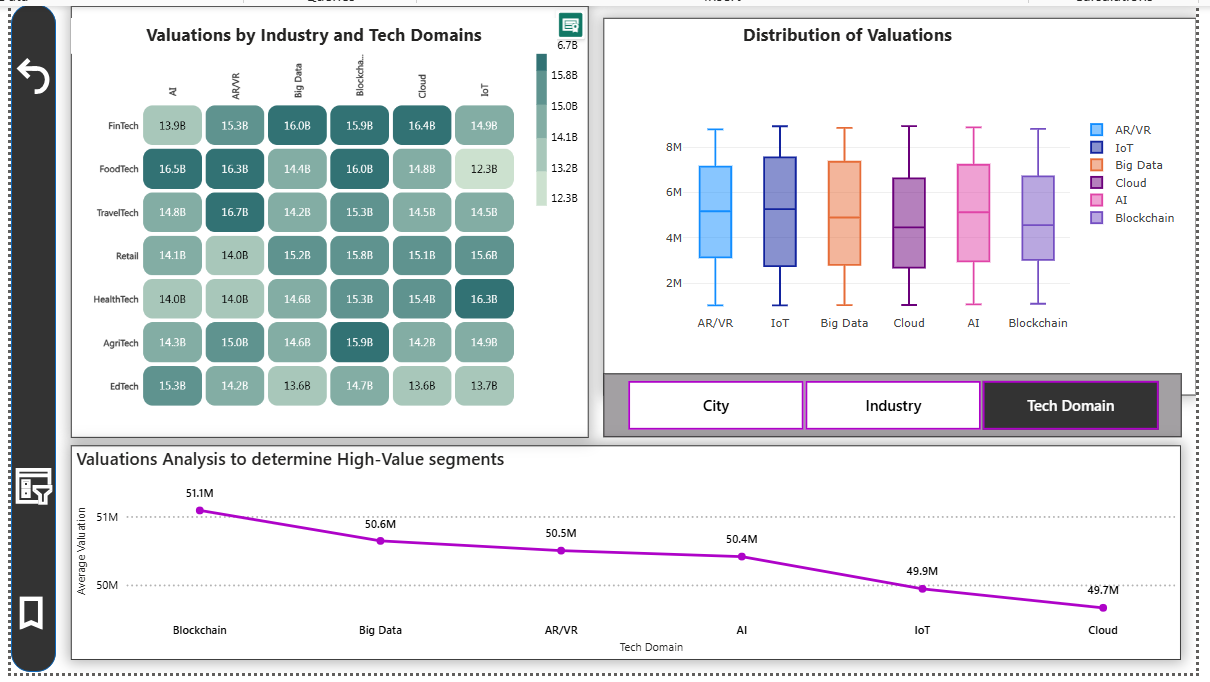 Valuations by Industry and Tech Domains
AI AR/VR Big Data Blockcha... Cloud IoT
FinTech 13.9B 15.3B 16.0B 15.9B 16.4B 14.9B
FoodTech 16.5B 16.3B 14.4B 16.0B 14.8B 12.3B
TravelTech 14.8B 16.7B 14.2B 15.3B 14.5B 14.5B
Retail 14.1B 14.0B 15.2B 15.8B 15.1B 15.6B
HealthTech 14.0B 14.0B 14.6B 15.3B 15.4B 16.3B
AgriTech 14.3B 15.0B 14.6B 15.9B 14.2B 14.9B
EdTech 15.3B 14.2B 13.6B 14.7B 13.6B 13.7B
6.7B
15.8B
15.0B
14.1B
13.2B
12.3B
Distribution of Valuations
8M
6M
4M
2M
AR/VR IoT Big Data Cloud AI Blockchain
AR/VR
IoT
Big Data
Cloud
AI
Blockchain
City Industry Tech Domain
Valuations Analysis to determine High-Value segments
Average Valuation
51M
50M
51.1M 50.6M 50.5M 50.4M 49.9M 49.7M
Blockchain Big Data AR/VR AI IoT Cloud
Tech Domain